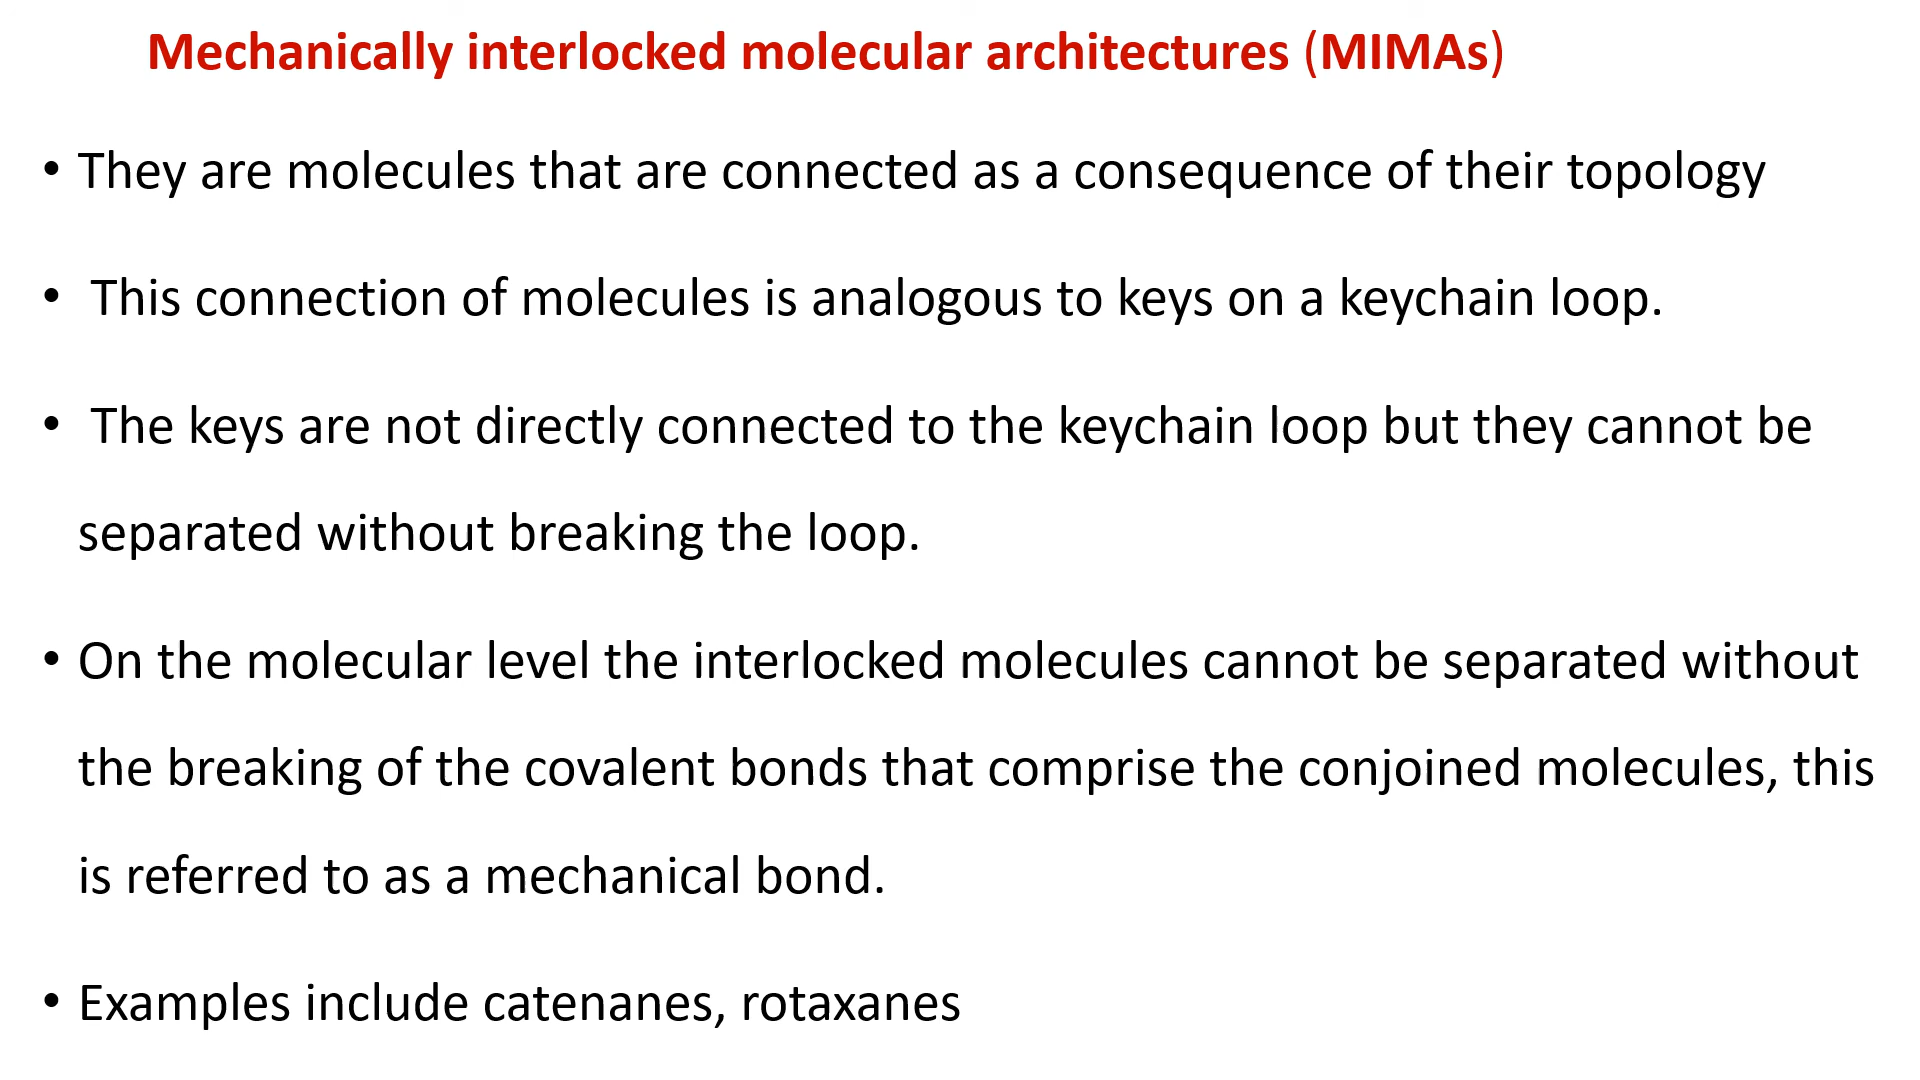 Mechanically interlocked molecular architectures (MIMAs)
• They are molecules that are connected as a consequence of their topology
• This connection of molecules is analogous to keys on a keychain loop.
• The keys are not directly connected to the keychain loop but they cannot be
separated without breaking the loop.
• On the molecular level the interlocked molecules cannot be separated without
the breaking of the covalent bonds that comprise the conjoined molecules, this
is referred to as a mechanical bond.
• Examples include catenanes, rotaxanes